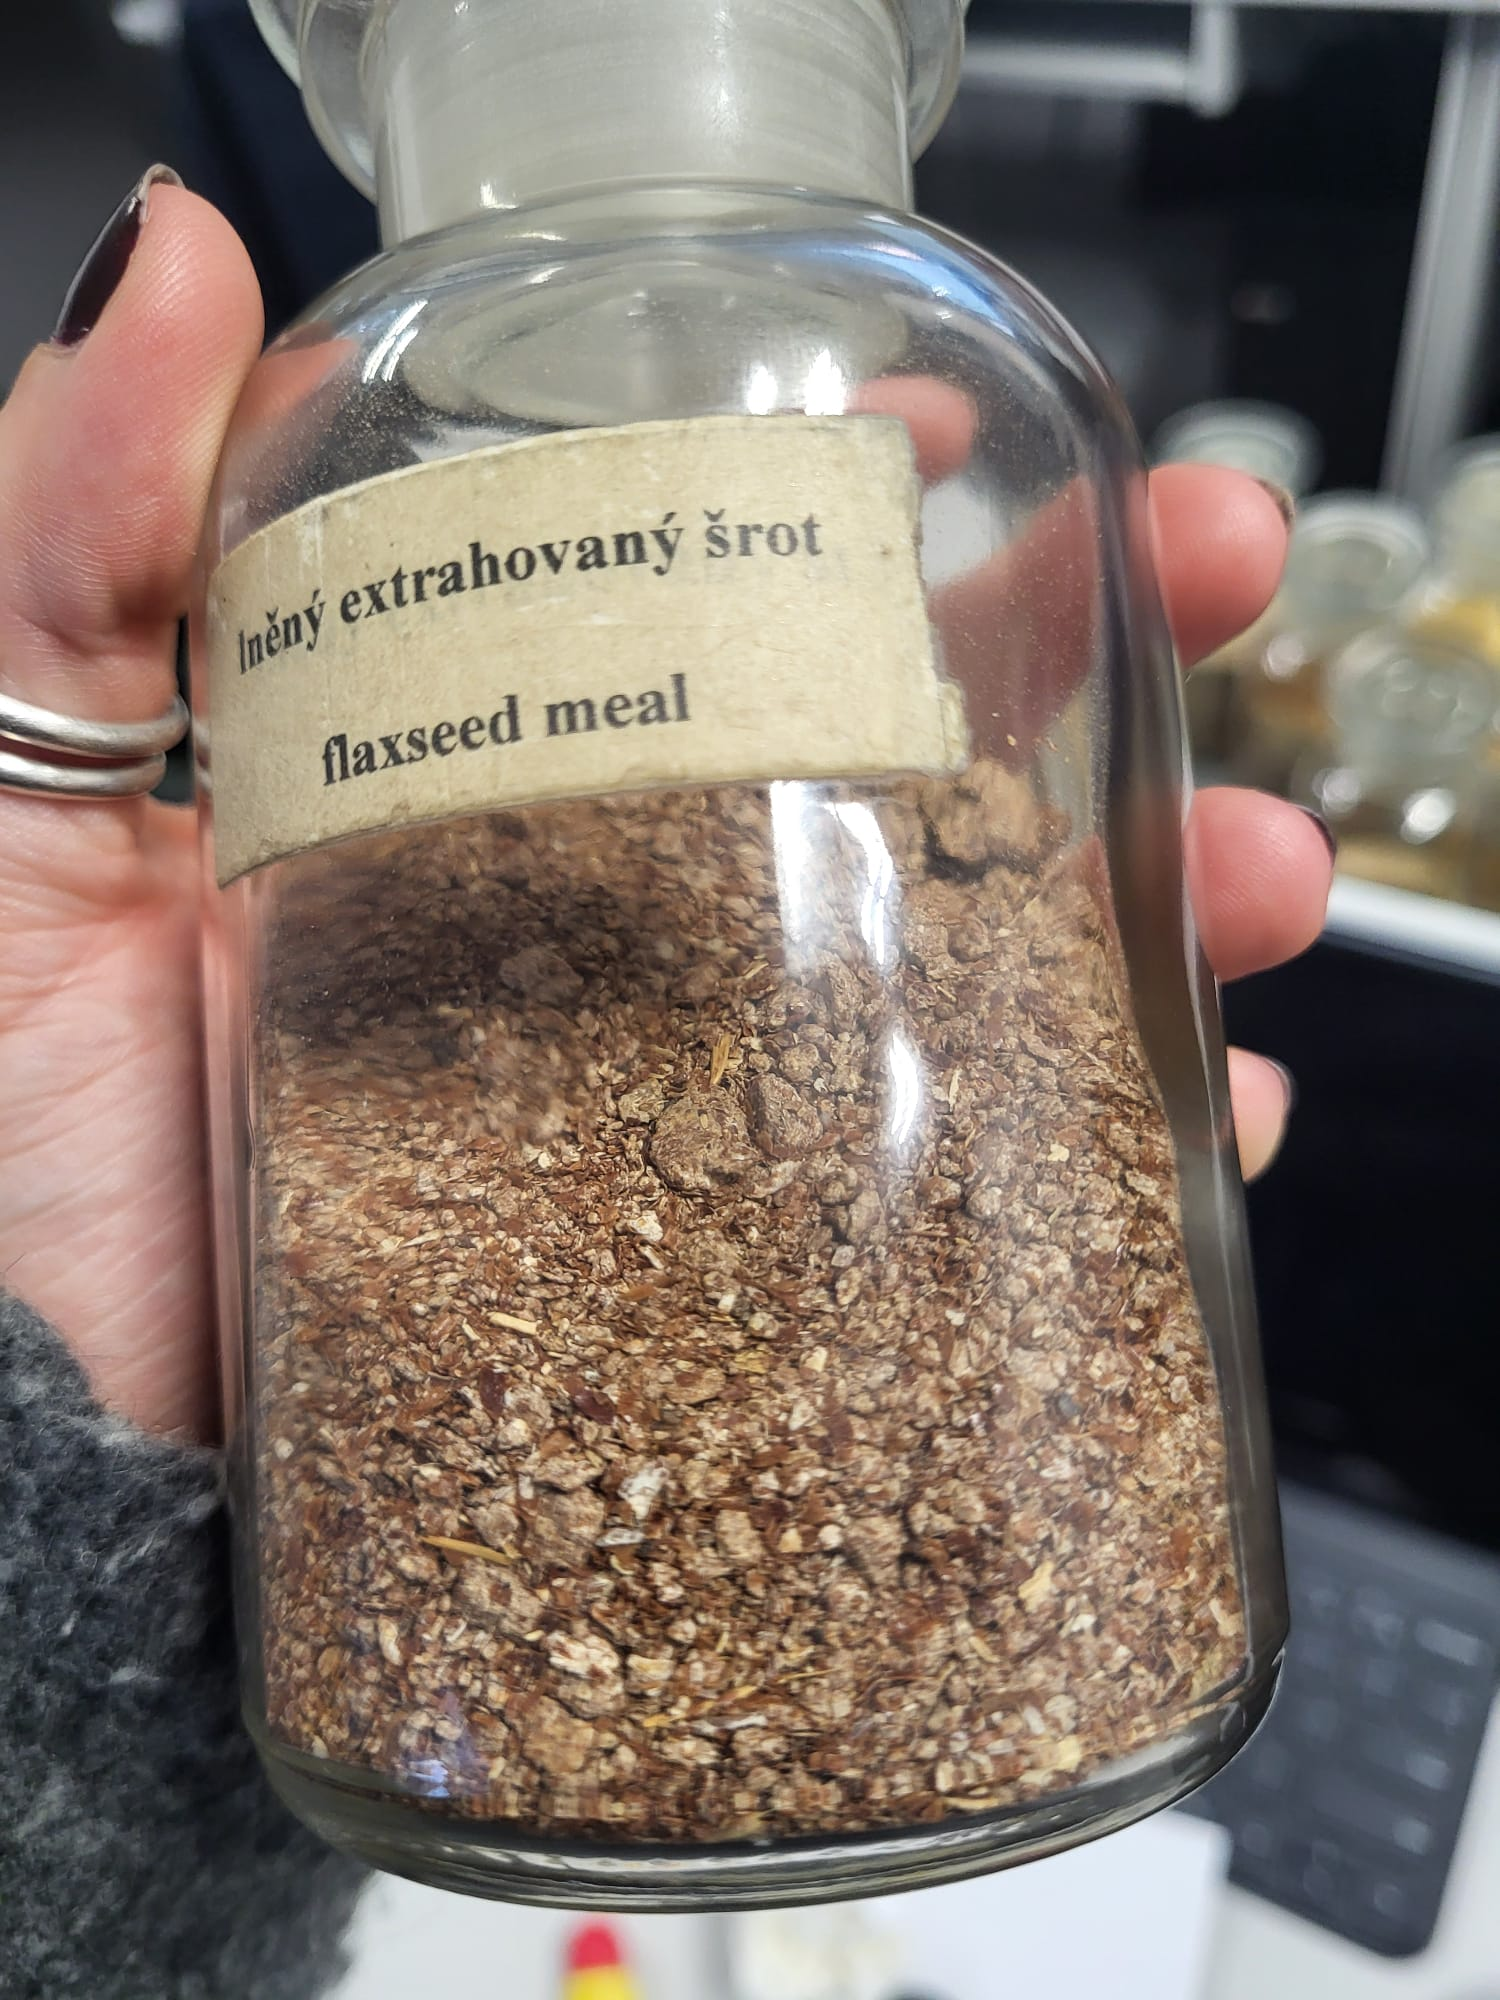 lněný extrahovaný šrot
flaxseed meal